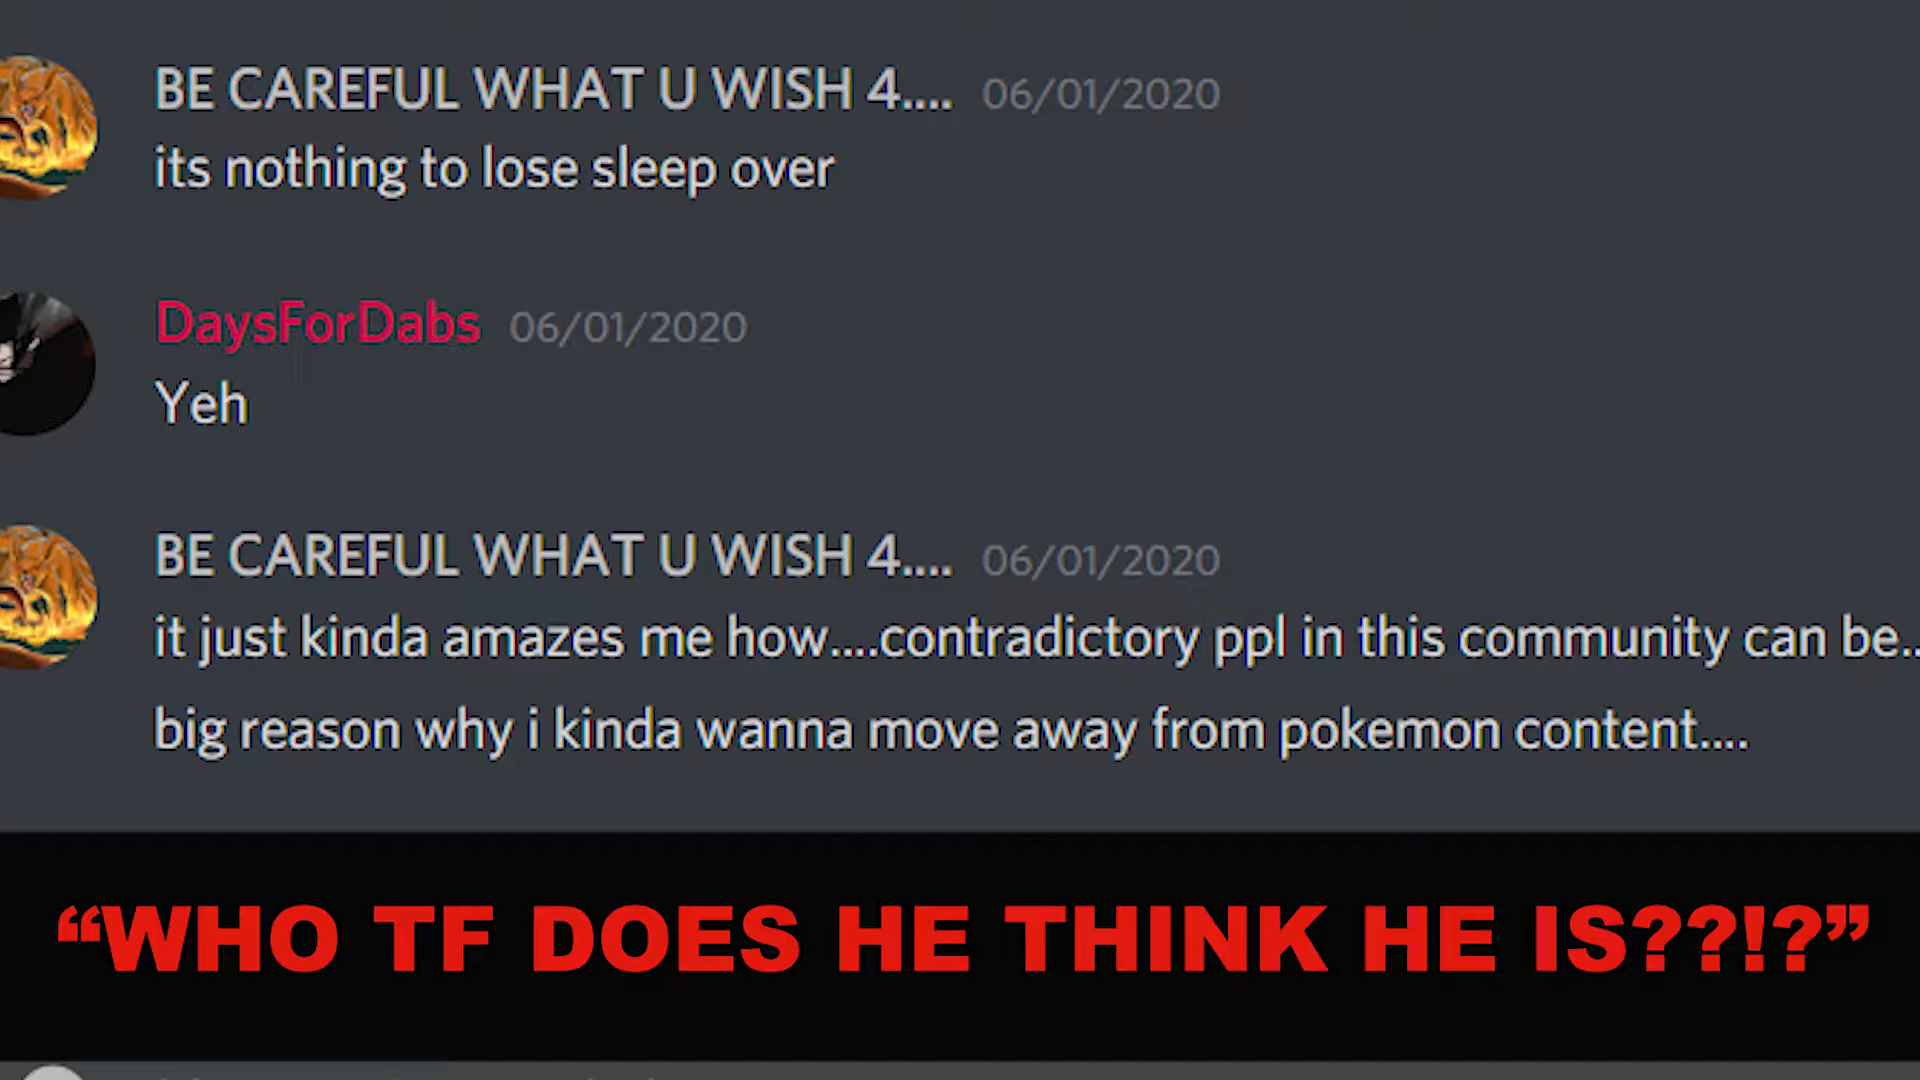 BE CAREFUL WHAT U WISH 4.... 06/01/2020
its nothing to lose sleep over
DaysForDabs 06/01/2020
Yeh
BE CAREFUL WHAT U WISH 4.... 06/01/2020
it just kinda amazes me how....contradictory ppl in this community can be..
big reason why i kinda wanna move away from pokemon content....
“WHO TF DOES HE THINK HE IS??!?”